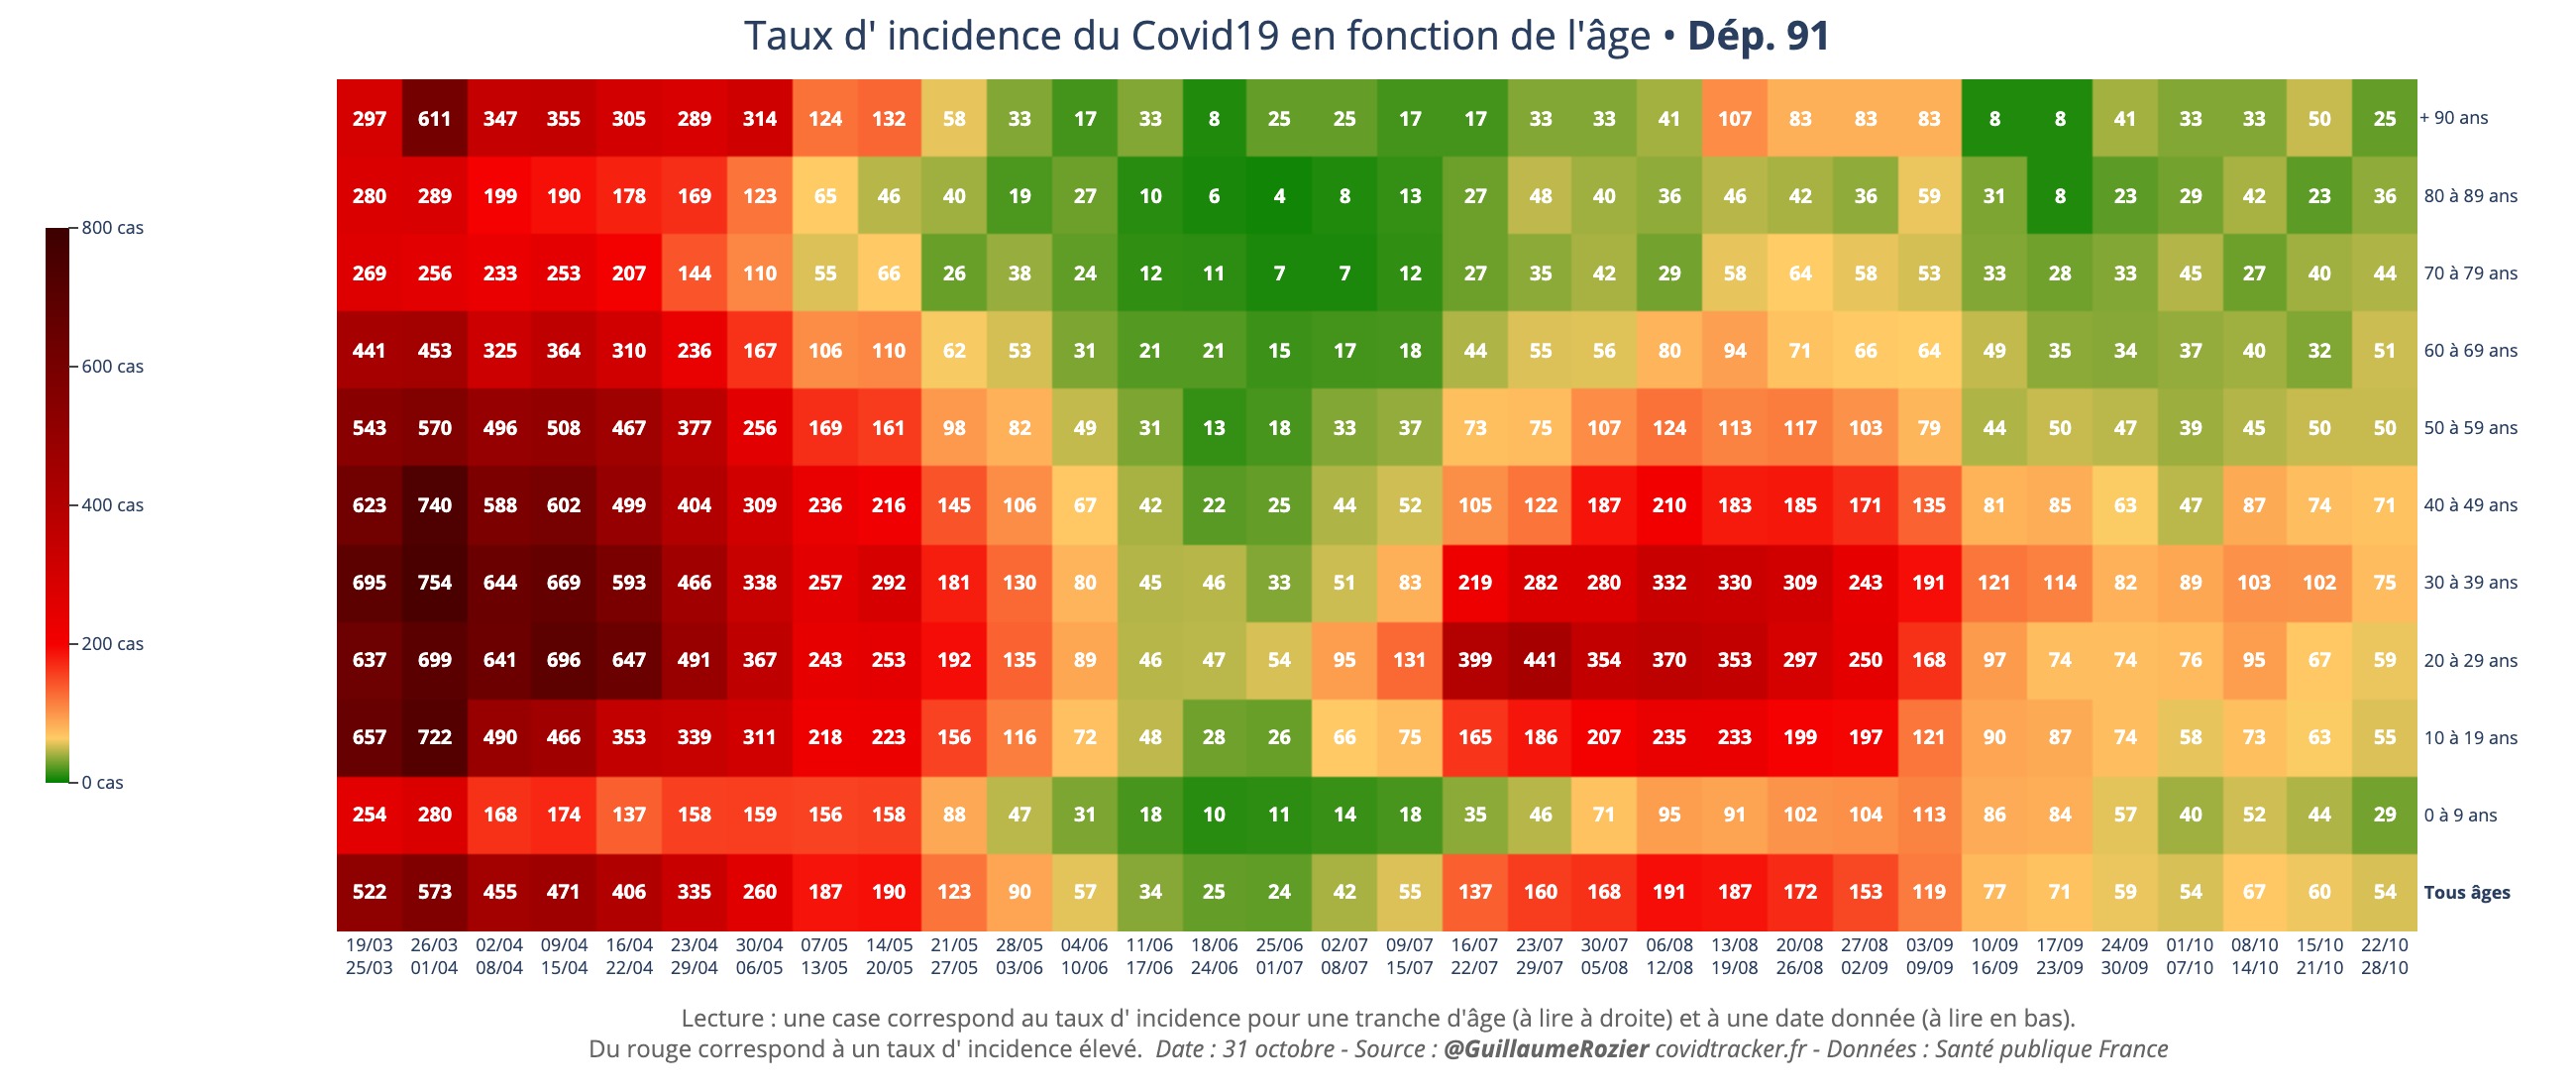 Taux d' incidence du Covid19 en fonction de l'âge • Dép. 91
800 cas
600 cas
400 cas
200 cas
0 cas
297 611 347 355 305 289 314 124 132 58 33 17 33 8 25 25 17 17 33 33 41 107 83 83 83 8 8 41 33 33 50 25 + 90 ans
280 289 199 190 178 169 123 65 46 40 19 27 10 6 4 8 13 27 48 40 36 46 42 36 59 31 8 23 29 42 23 36 80 à 89 ans
269 256 233 253 207 144 110 55 66 26 38 24 12 11 7 7 12 27 35 42 29 58 64 58 53 33 28 33 45 27 40 44 70 à 79 ans
441 453 325 364 310 236 167 106 110 62 53 31 21 21 15 17 18 44 55 56 80 94 71 66 64 49 35 34 37 40 32 51 60 à 69 ans
543 570 496 508 467 377 256 169 161 98 82 49 31 13 18 33 37 73 75 107 124 113 117 103 79 44 50 47 39 45 50 50 50 à 59 ans
623 740 588 602 499 404 309 236 216 145 106 67 42 22 25 44 52 105 122 187 210 183 185 171 135 81 85 63 47 87 74 71 40 à 49 ans
695 754 644 669 593 466 338 257 292 181 130 80 45 46 33 51 83 219 282 280 332 330 309 243 191 121 114 82 89 103 102 75 30 à 39 ans
637 699 641 696 647 491 367 243 253 192 135 89 46 47 54 95 131 399 441 354 370 353 297 250 168 97 74 74 76 95 67 59 20 à 29 ans
657 722 490 466 353 339 311 218 223 156 116 72 48 28 26 66 75 165 186 207 235 233 199 197 121 90 87 74 58 73 63 55 10 à 19 ans
254 280 168 174 137 158 159 156 158 88 47 31 18 10 11 14 18 35 46 71 95 91 102 104 113 86 84 57 40 52 44 29 0 à 9 ans
522 573 455 471 406 335 260 187 190 123 90 57 34 25 24 42 55 137 160 168 191 187 172 153 119 77 71 59 54 67 60 54 Tous âges
19/03 26/03 02/04 09/04 16/04 23/04 30/04 07/05 14/05 21/05 28/05 04/06 11/06 18/06 25/06 02/07 09/07 16/07 23/07 30/07 06/08 13/08 20/08 27/08 03/09 10/09 17/09 24/09 01/10 08/10 15/10 22/10
25/03 01/04 08/04 15/04 22/04 29/04 06/05 13/05 20/05 27/05 03/06 10/06 17/06 24/06 01/07 08/07 15/07 22/07 29/07 05/08 12/08 19/08 26/08 02/09 09/09 16/09 23/09 30/09 07/10 14/10 21/10 28/10
Lecture : une case correspond au taux d' incidence pour une tranche d'âge (à lire à droite) et à une date donnée (à lire en bas).
Du rouge correspond à un taux d' incidence élevé. Date : 31 octobre - Source : @GuillaumeRozier covidtracker.fr - Données : Santé publique France